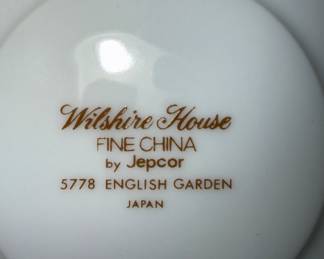 Wilshire House
FINE CHINA
by Jepcor
5778 ENGLISH GARDEN
JAPAN